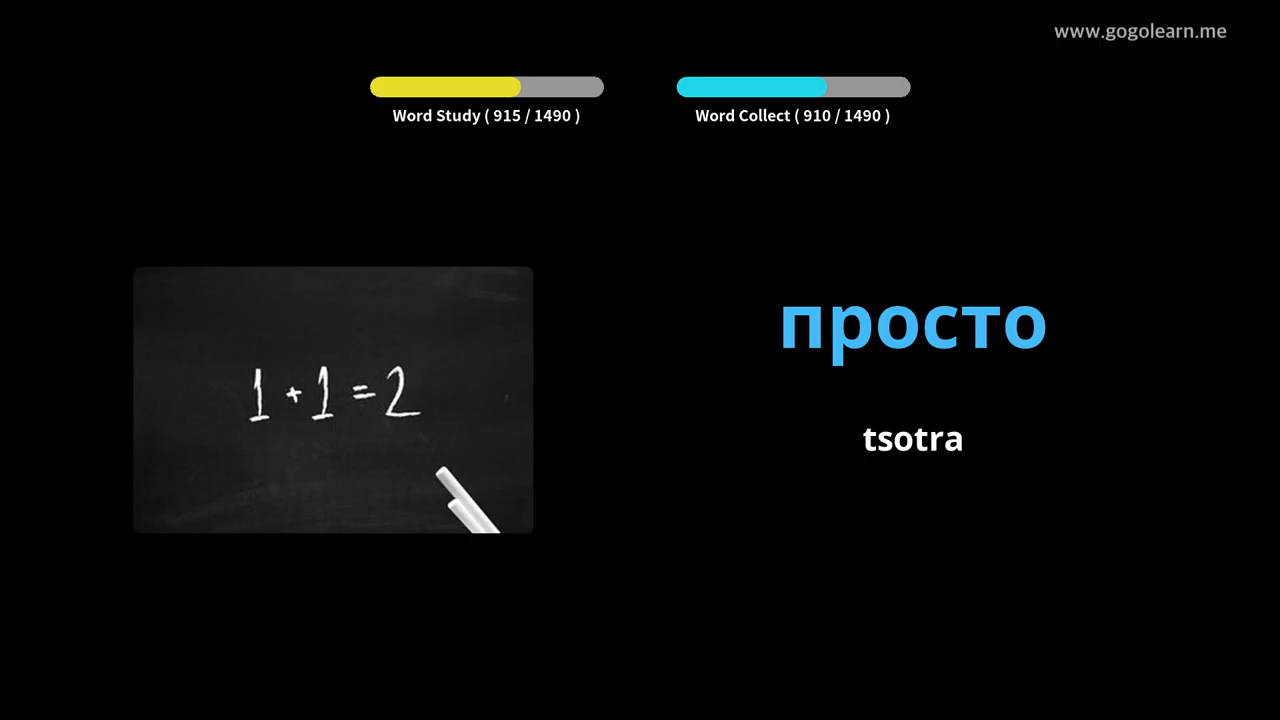 www.gogolearn.me
Word Study ( 915 / 1490 )
Word Collect ( 910 / 1490 )
1 + 1 = 2
просто
tsotra